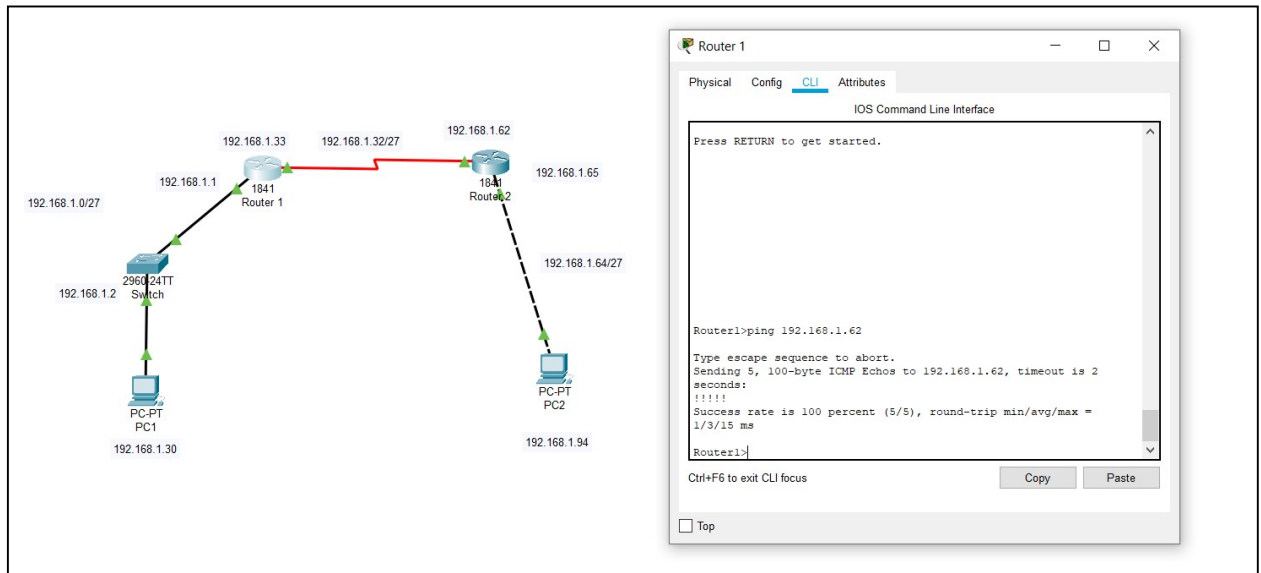 192.168.1.62
192.168.1.33
192.168.1.32/27
192.168.1.65
1841
Router 2
192.168.1.1
1841
Router 1
192.168.1.0/27
192.168.1.64/27
2960-24TT
Switch
192.168.1.2
PC-PT
PC2
192.168.1.94
PC-PT
PC1
192.168.1.30
Router 1
Physical Config CLI Attributes
IOS Command Line Interface
Press RETURN to get started.
Router1>ping 192.168.1.62
Type escape sequence to abort.
Sending 5, 100-byte ICMP Echos to 192.168.1.62, timeout is 2
seconds:
!!!!!
Success rate is 100 percent (5/5), round-trip min/avg/max =
1/3/15 ms
Router1>
Ctrl+F6 to exit CLI focus
Copy Paste
Top